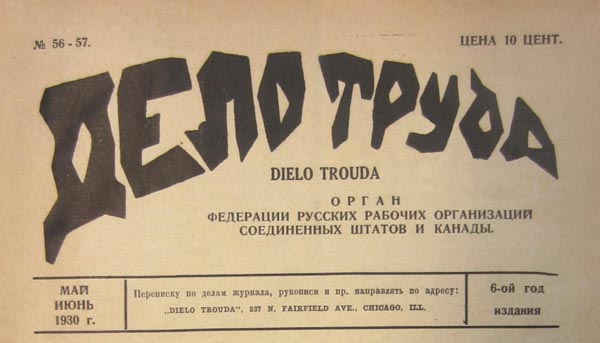 № 56-57.
ЦЕНА 10 ЦЕНТ.
ДЕЛО ТРУДА
DIELO TROUDA
ОРГАН
ФЕДЕРАЦИИ РУССКИХ РАБОЧИХ ОРГАНИЗАЦИЙ
СОЕДИНЕННЫХ ШТАТОВ И КАНАДЫ.
МАЙ
ИЮНЬ
1930 г.
Переписку по делам журнала, рукописи и пр. направлять по адресу:
„DIELO TROUDA", 237 N. FAIRFIELD AVE., CHICAGO, ILL.
6-ой год
издания